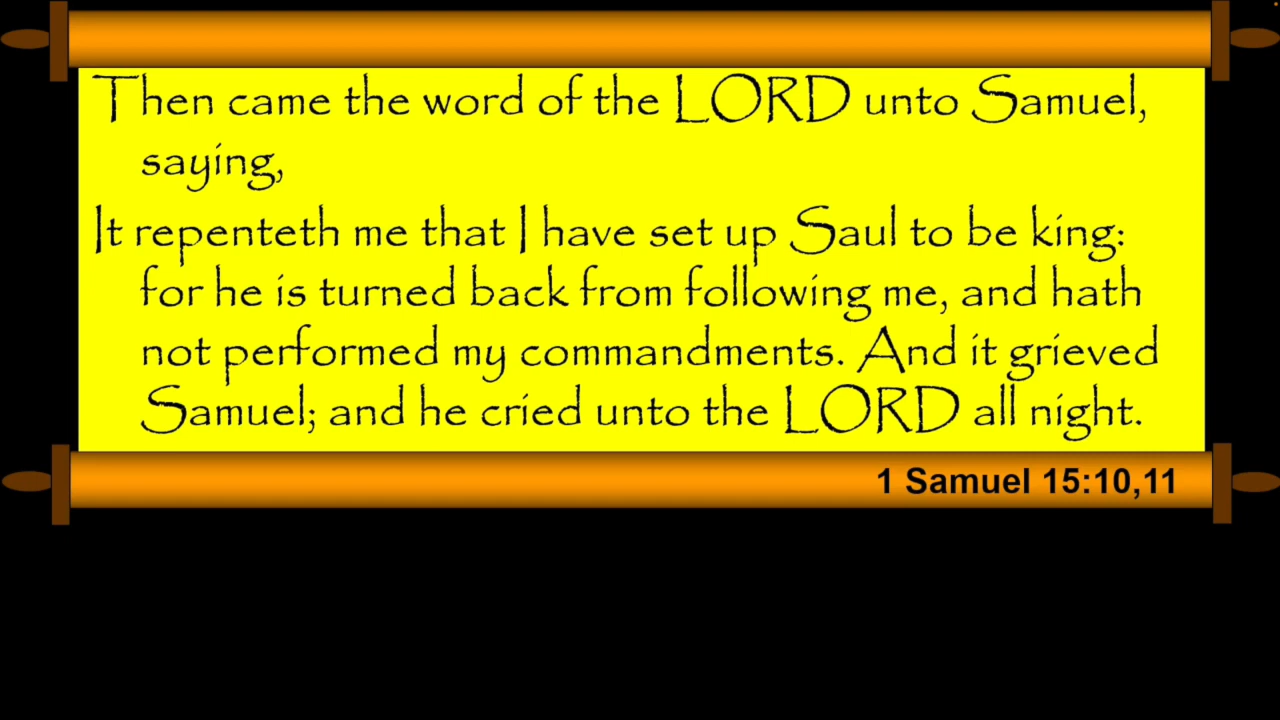 Then came the word of the LORD unto Samuel,
saying,
It repenteth me that I have set up Saul to be king:
for he is turned back from following me, and hath
not performed my commandments. And it grieved
Samuel; and he cried unto the LORD all night.
1 Samuel 15:10,11